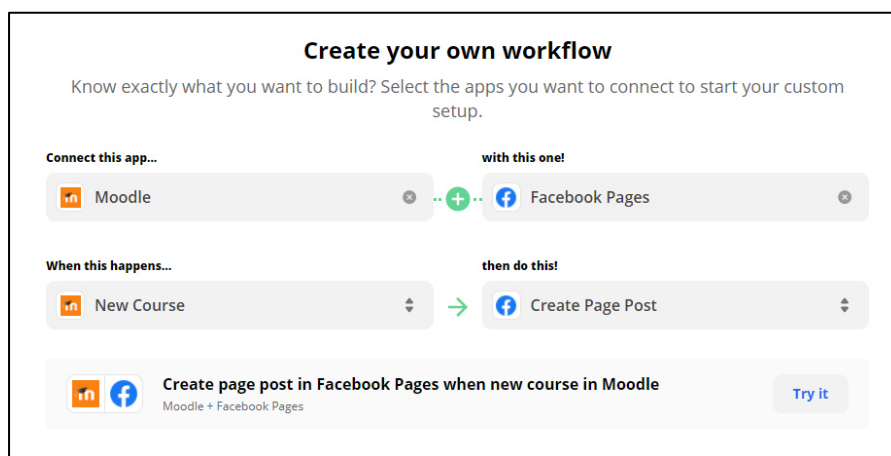 Create your own workflow
Know exactly what you want to build? Select the apps you want to connect to start your custom
setup.
Connect this app...
with this one!
Moodle
Facebook Pages
When this happens...
then do this!
New Course
Create Page Post
Create page post in Facebook Pages when new course in Moodle
Moodle + Facebook Pages
Try it